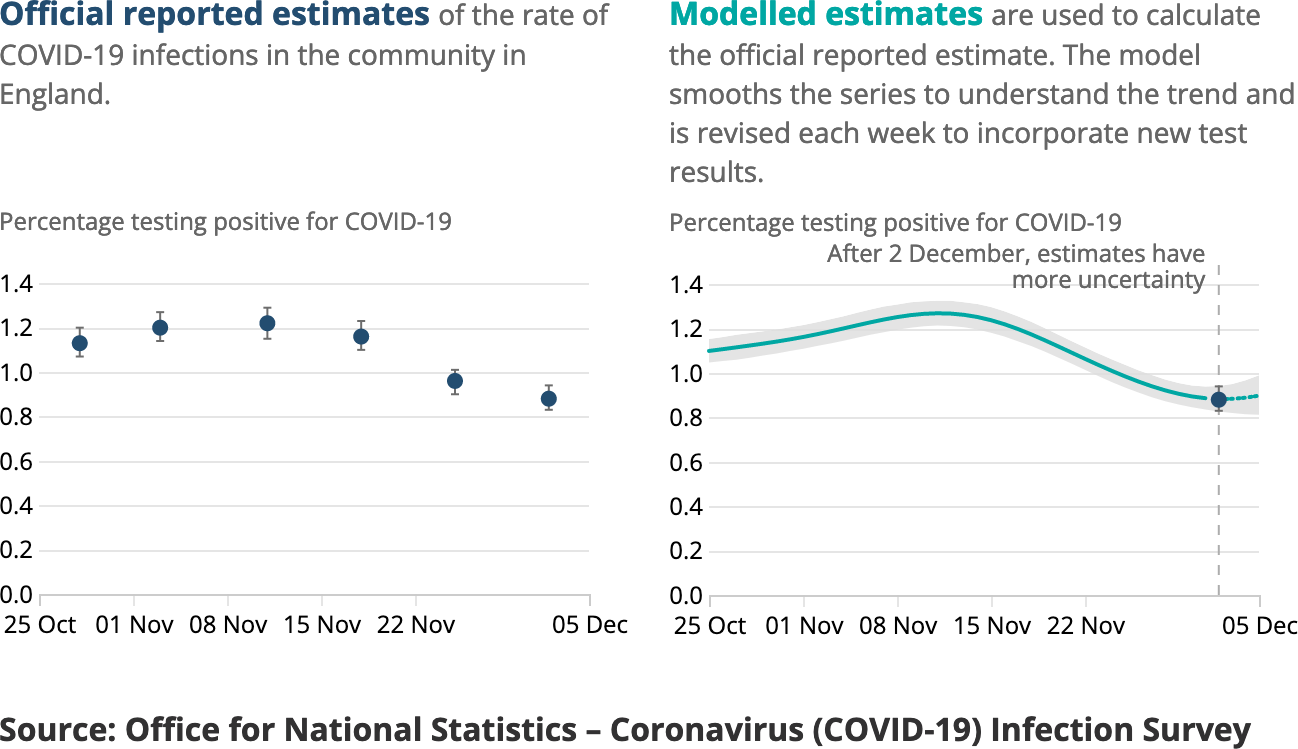 Official reported estimates of the rate of
COVID-19 infections in the community in
England.
Percentage testing positive for COVID-19
1.4
1.2
1.0
0.8
0.6
0.4
0.2
0.0
25 Oct 01 Nov 08 Nov 15 Nov 22 Nov 05 Dec
Modelled estimates are used to calculate
the official reported estimate. The model
smooths the series to understand the trend and
is revised each week to incorporate new test
results.
Percentage testing positive for COVID-19
After 2 December, estimates have
more uncertainty
1.4
1.2
1.0
0.8
0.6
0.4
0.2
0.0
25 Oct 01 Nov 08 Nov 15 Nov 22 Nov 05 Dec
Source: Office for National Statistics – Coronavirus (COVID-19) Infection Survey